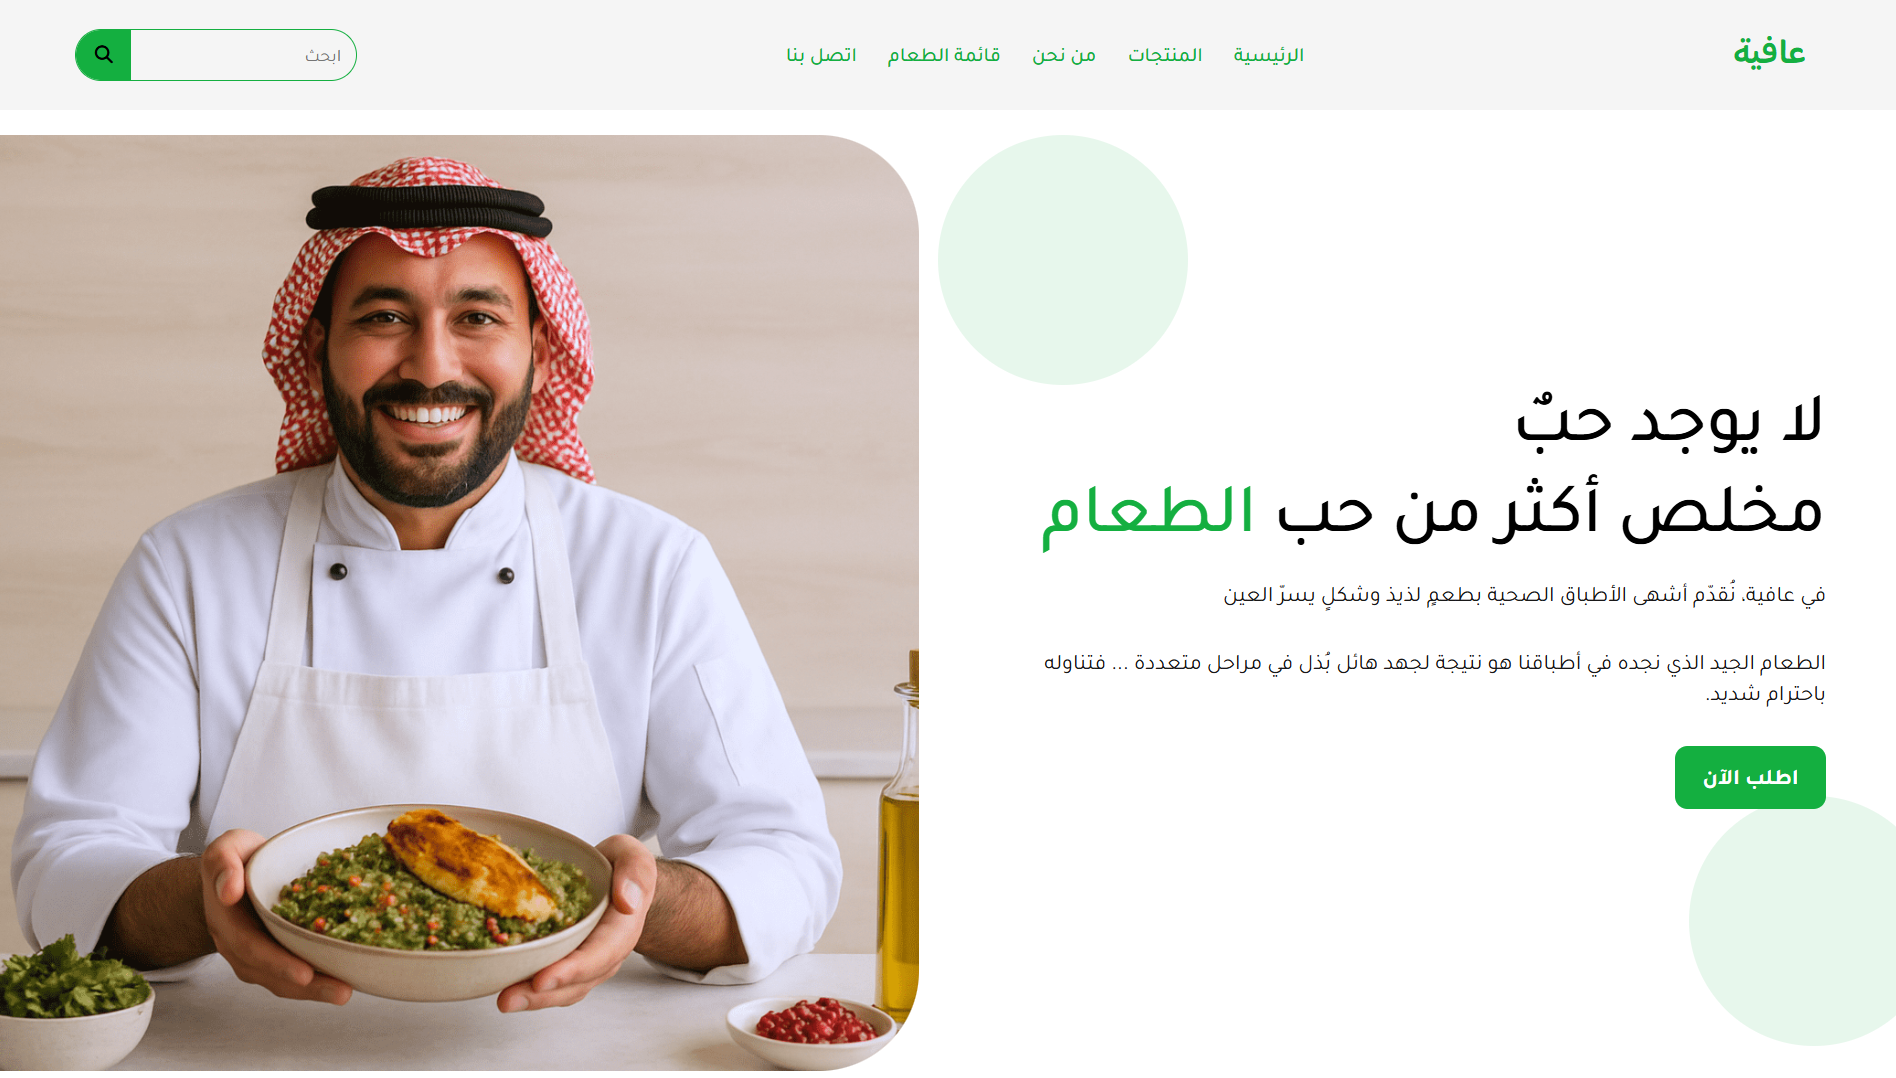 عافية
الرئيسية
المنتجات
من نحن
قائمة الطعام
اتصل بنا
ابحث
لا يوجد حبٌ
مخلص أكثر من حب الطعام
في عافية، نُقدّم أشهى الأطباق الصحية بطعمٍ لذيذ وشكلٍ يسرّ العين
الطعام الجيد الذي نجده في أطباقنا هو نتيجة لجهد هائل بُذل في مراحل متعددة ... فتناوله
باحترام شديد.
اطلب الآن